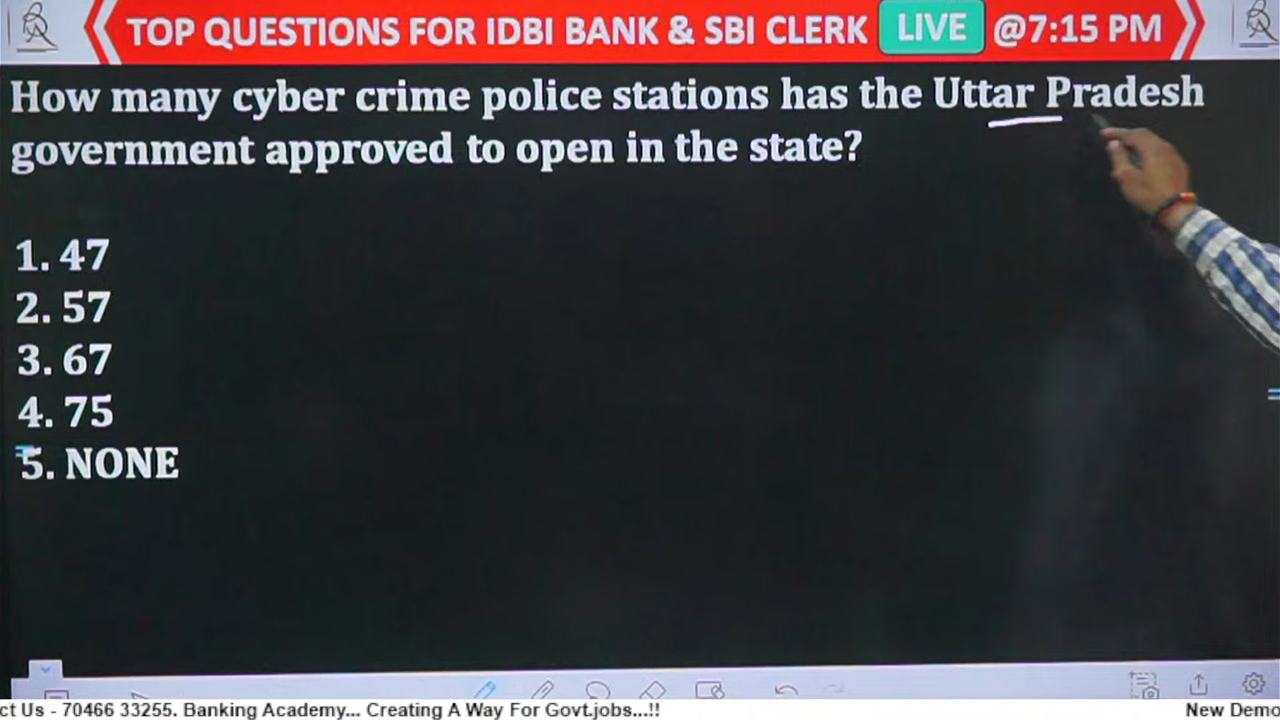 TOP QUESTIONS FOR IDBI BANK & SBI CLERK LIVE @7:15 PM
How many cyber crime police stations has the Uttar Pradesh
government approved to open in the state?
1. 47
2. 57
3. 67
4. 75
5. NONE
ct Us - 70466 33255. Banking Academy... Creating A Way For Govt.jobs...!! New Demo